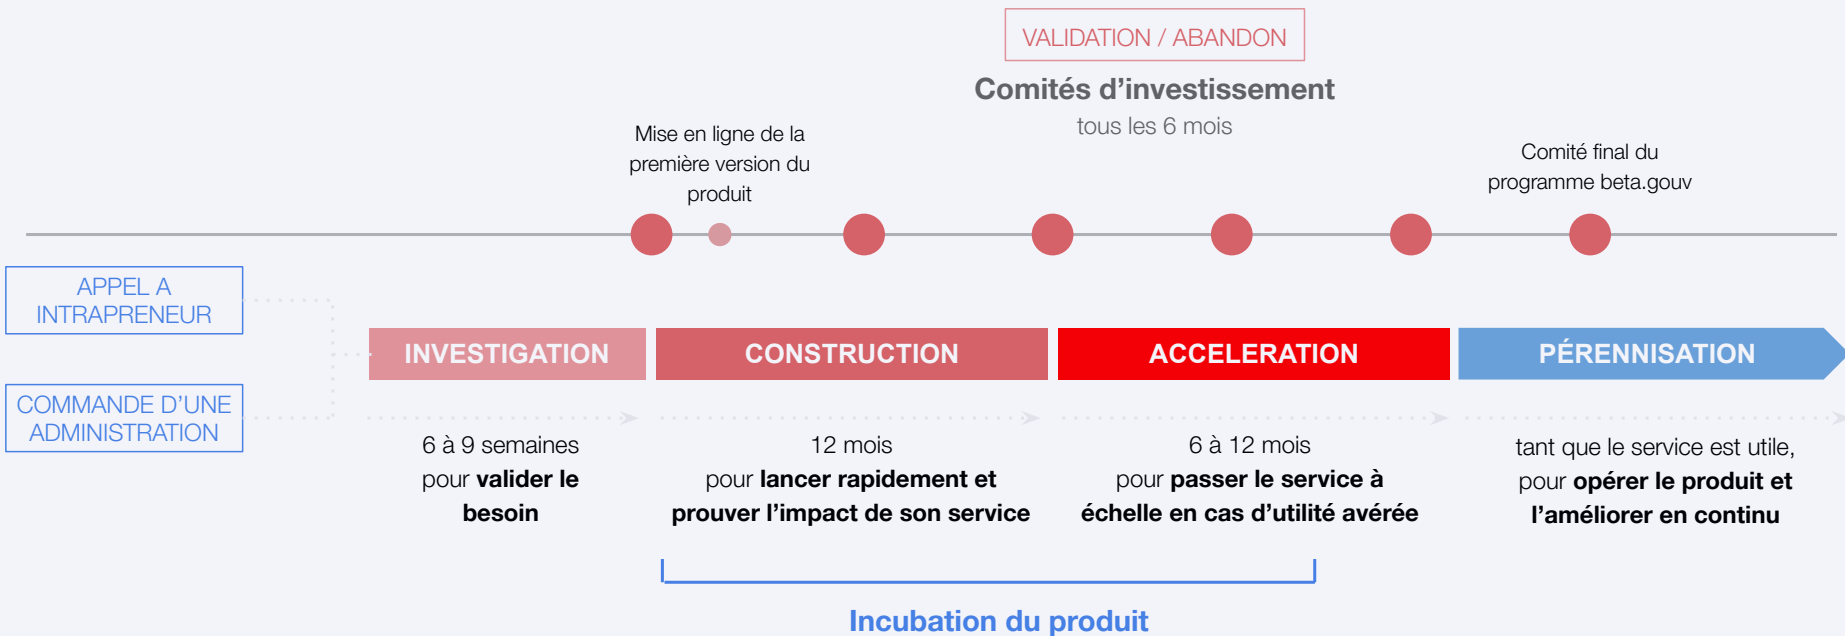 VALIDATION / ABANDON
Comités d’investissement
tous les 6 mois
Mise en ligne de la
première version du
produit
Comité final du
programme beta.gouv
APPEL A
INTRAPRENEUR
COMMANDE D’UNE
ADMINISTRATION
INVESTIGATION
CONSTRUCTION
ACCELERATION
PÉRENNISATION
6 à 9 semaines
pour valider le
besoin
12 mois
pour lancer rapidement et
prouver l’impact de son service
6 à 12 mois
pour passer le service à
échelle en cas d’utilité avérée
tant que le service est utile,
pour opérer le produit et
l’améliorer en continu
Incubation du produit